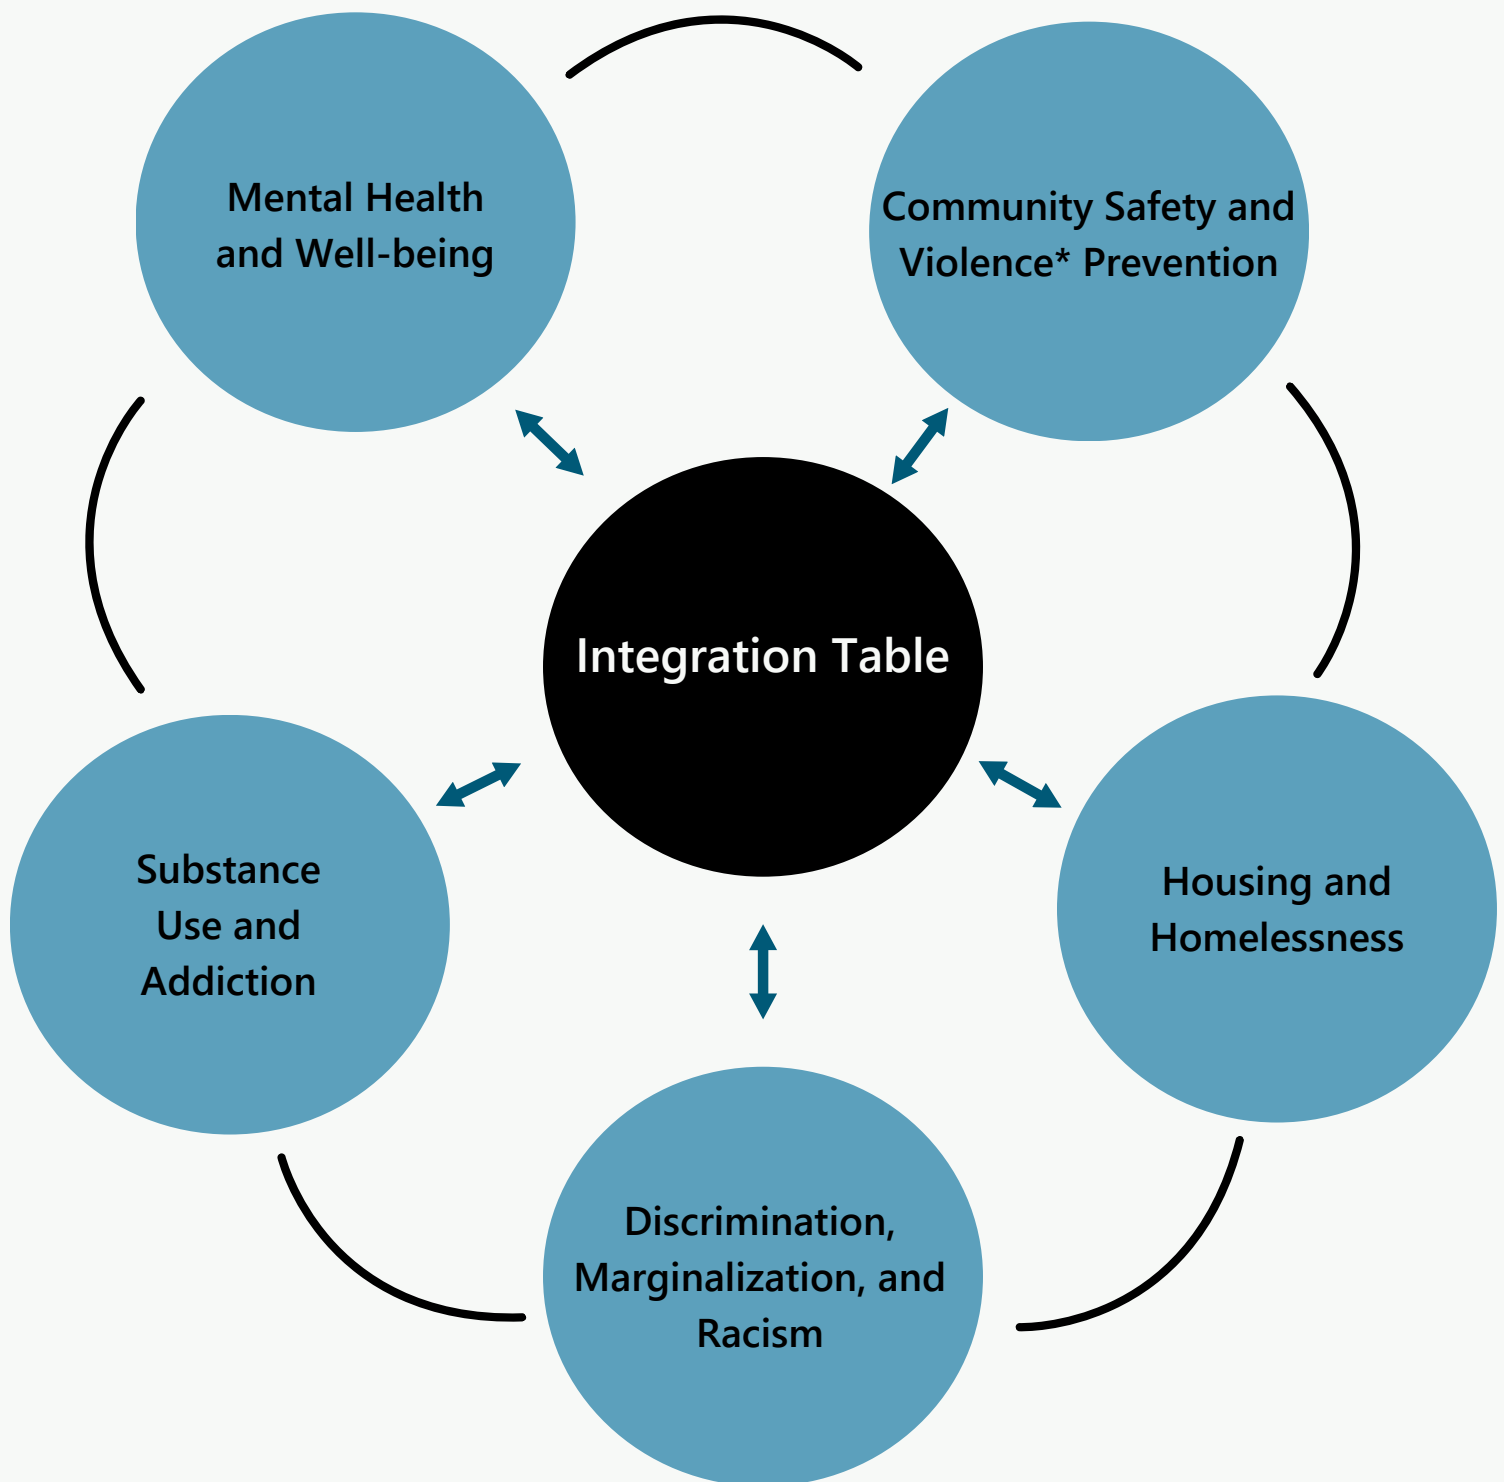 Mental Health
and Well-being
Community Safety and
Violence* Prevention
Integration Table
Substance
Use and
Addiction
Housing and
Homelessness
Discrimination,
Marginalization, and
Racism